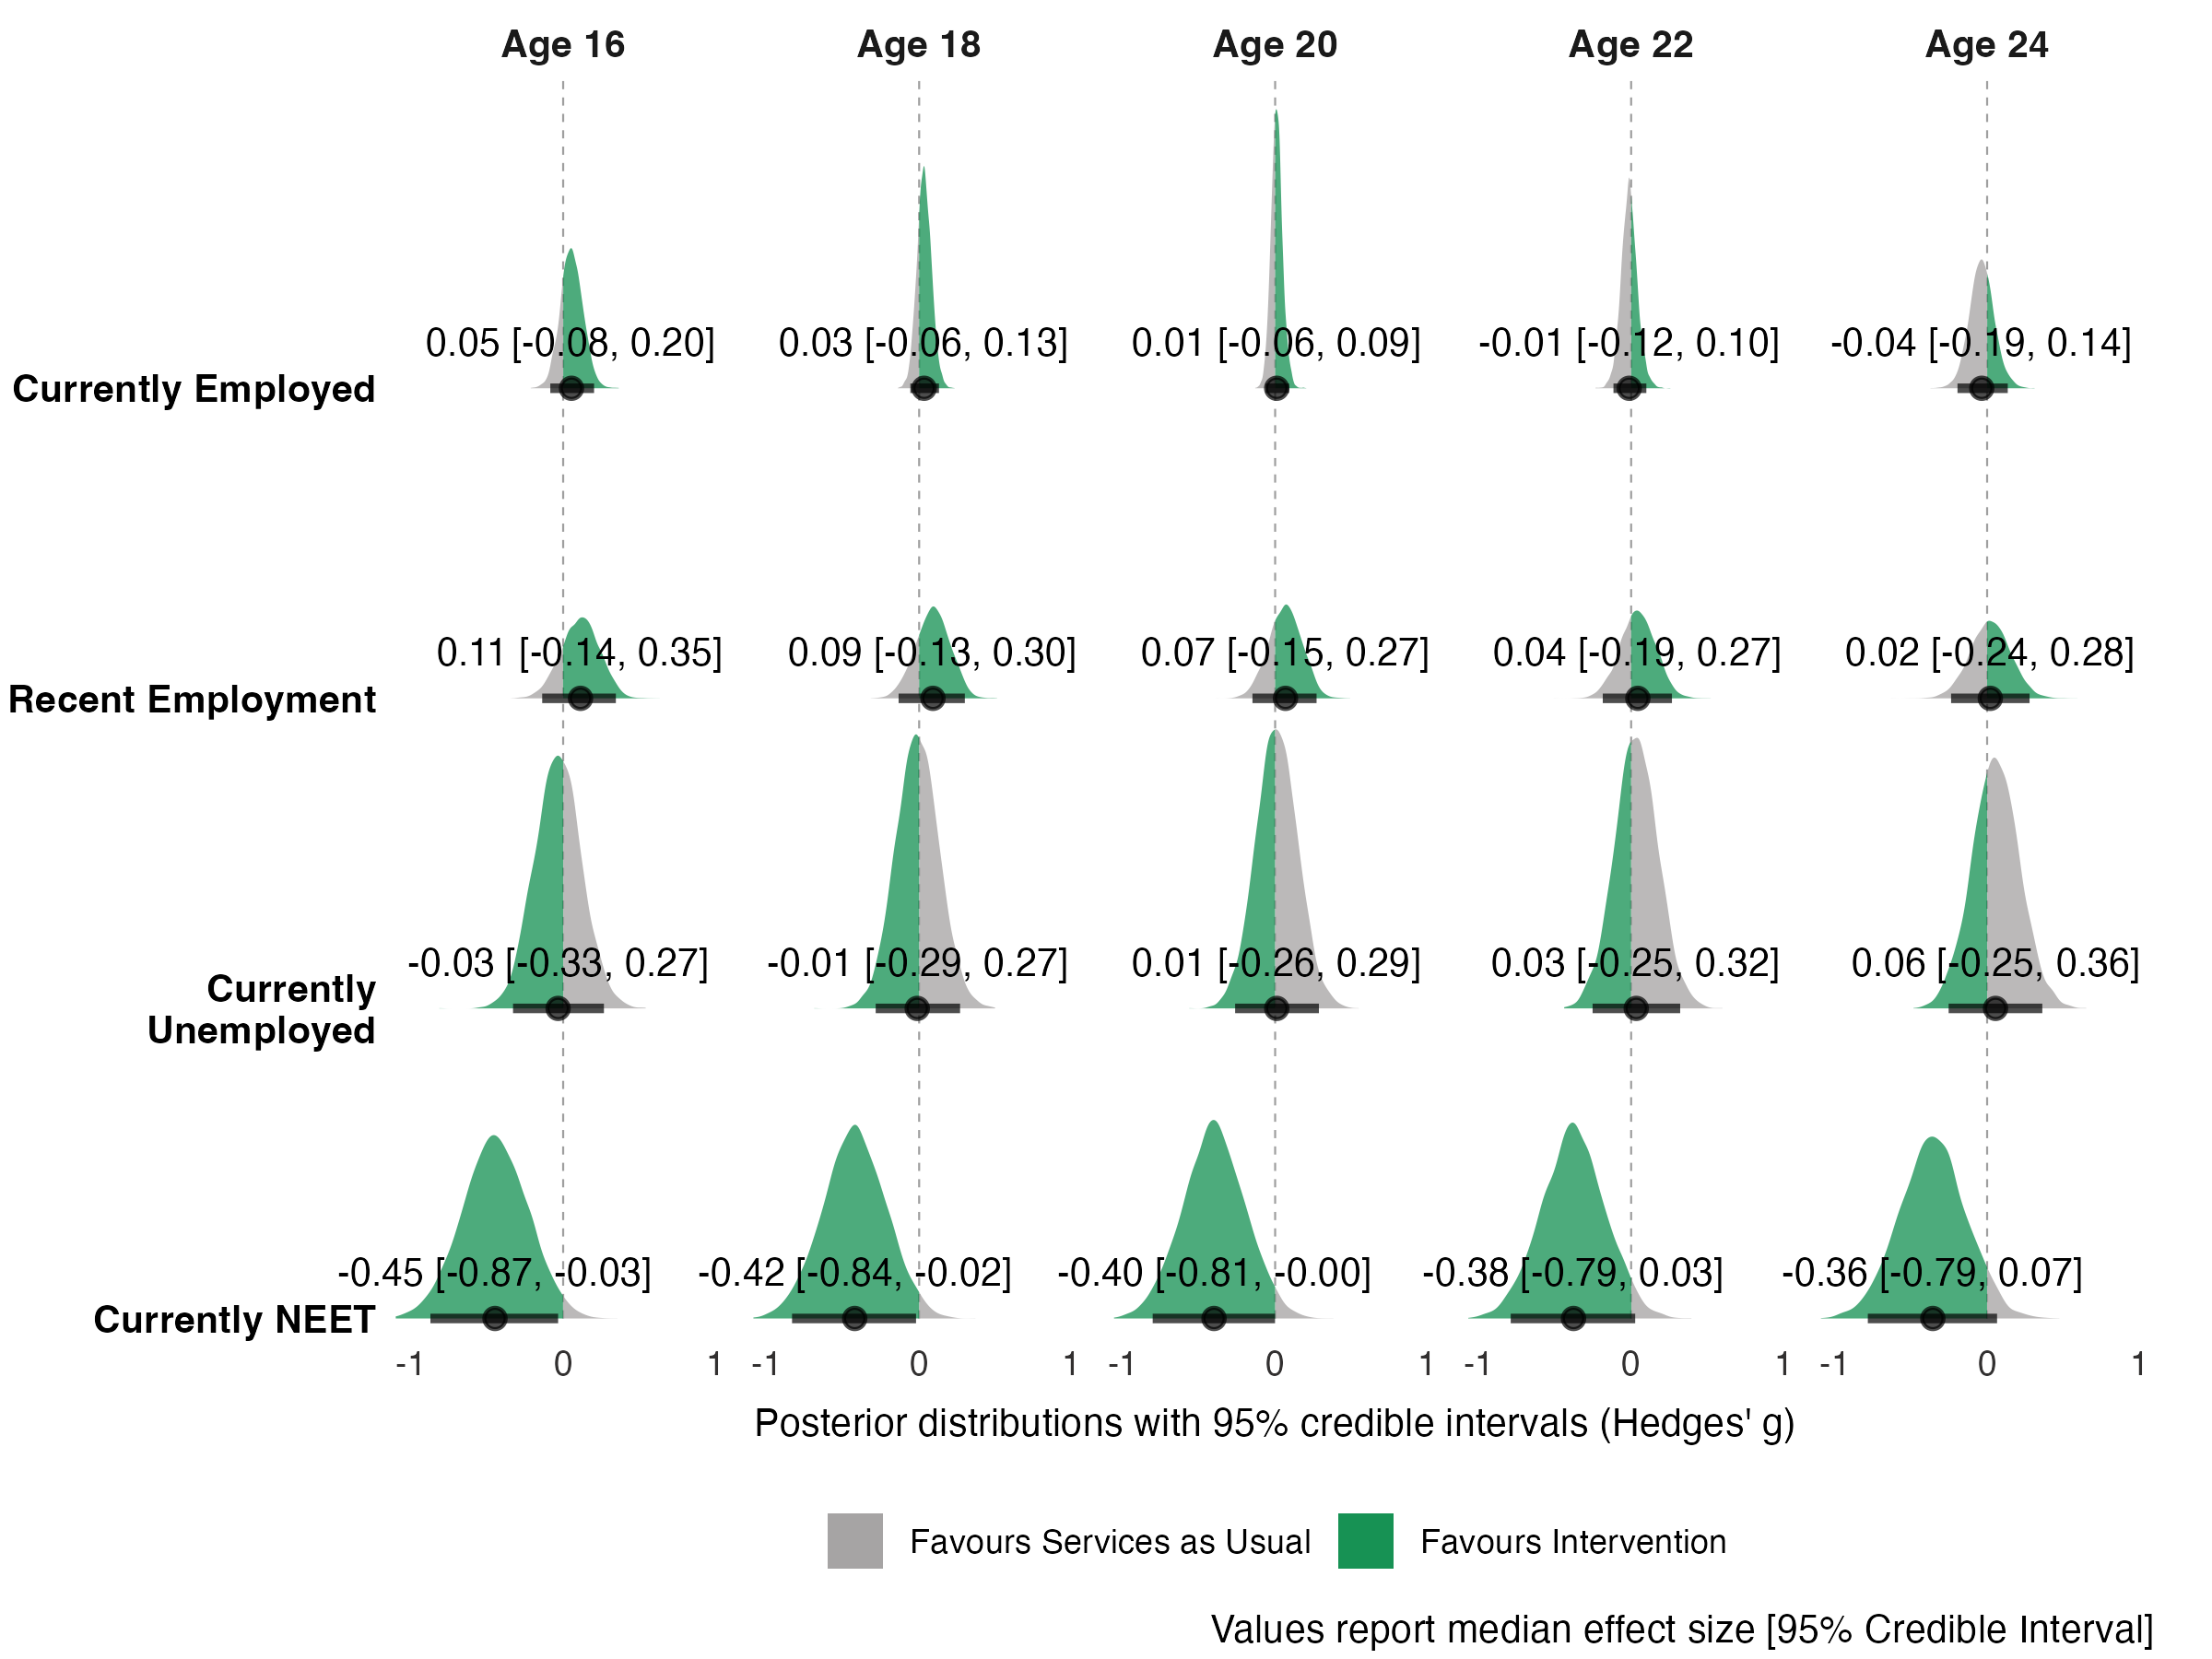 Age 16 Age 18 Age 20 Age 22 Age 24
0.05 [-0.08, 0.20] 0.03 [-0.06, 0.13] 0.01 [-0.06, 0.09] -0.01 [-0.12, 0.10] -0.04 [-0.19, 0.14]
Currently Employed
0.11 [-0.14, 0.35] 0.09 [-0.13, 0.30] 0.07 [-0.15, 0.27] 0.04 [-0.19, 0.27] 0.02 [-0.24, 0.28]
Recent Employment
-0.03 [-0.33, 0.27] -0.01 [-0.29, 0.27] 0.01 [-0.26, 0.29] 0.03 [-0.25, 0.32] 0.06 [-0.25, 0.36]
Currently
Unemployed
-0.45 [-0.87, -0.03] -0.42 [-0.84, -0.02] -0.40 [-0.81, -0.00] -0.38 [-0.79, 0.03] -0.36 [-0.79, 0.07]
Currently NEET
-1 0 1 -1 0 1 -1 0 1 -1 0 1 -1 0 1
Posterior distributions with 95% credible intervals (Hedges' g)
Favours Services as Usual Favours Intervention
Values report median effect size [95% Credible Interval]